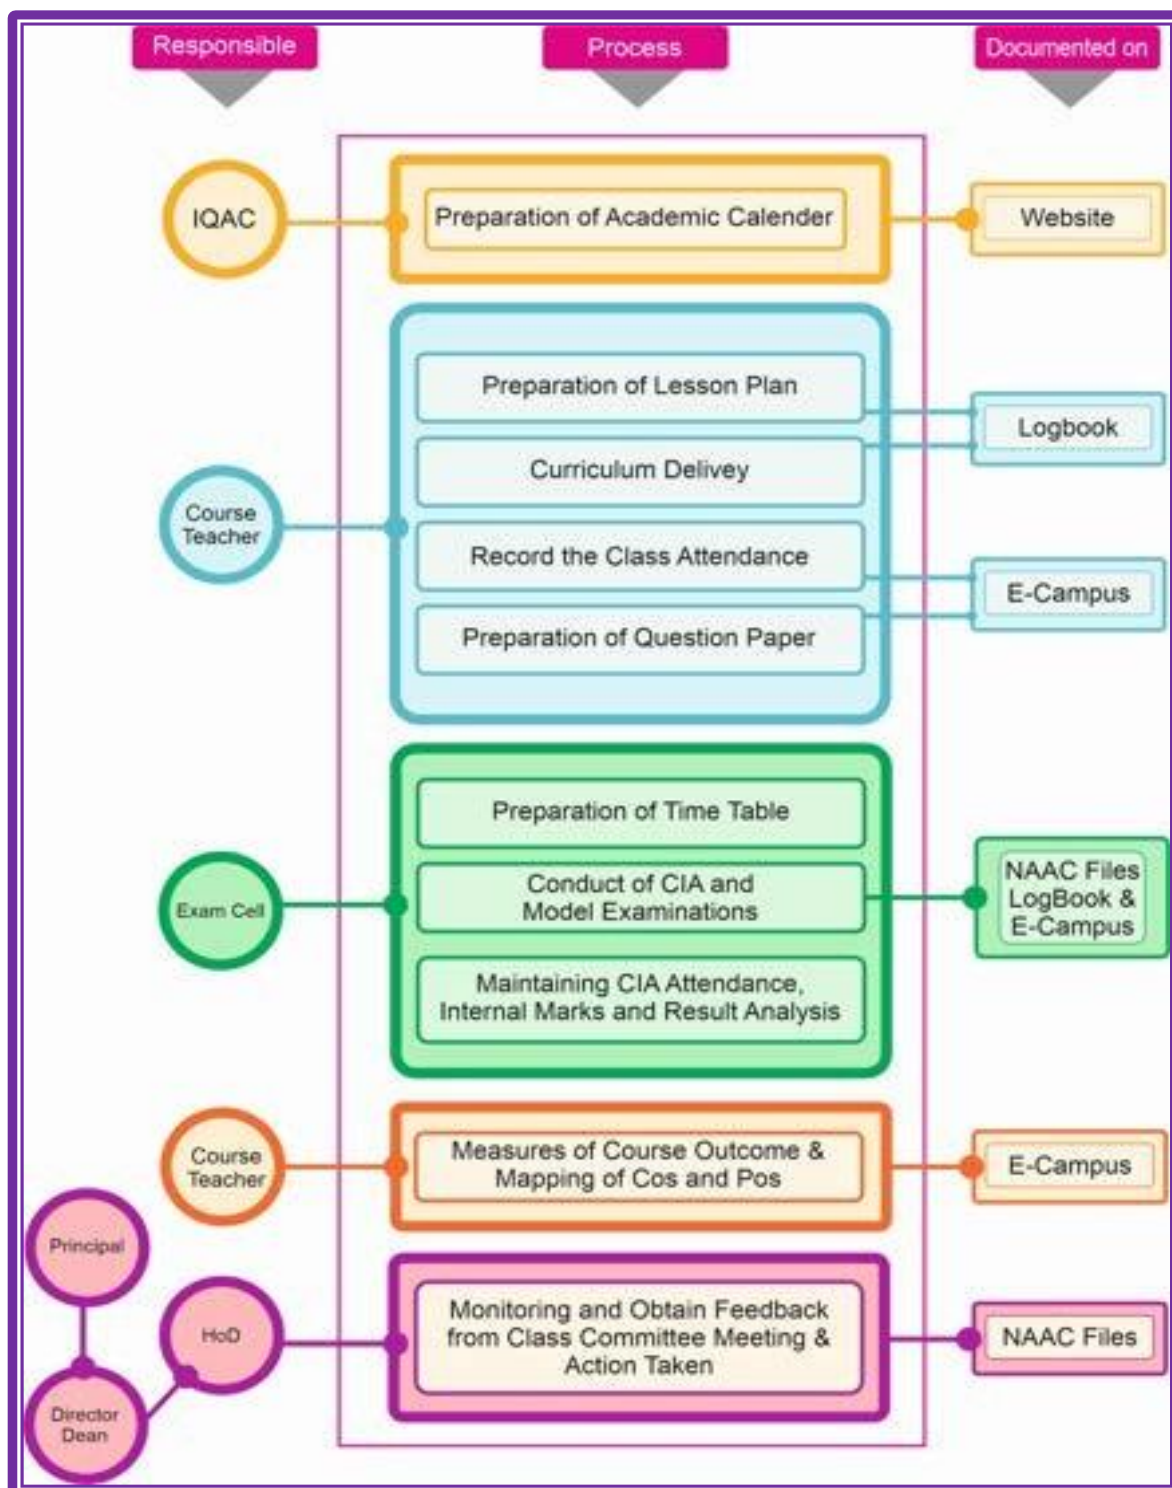 Responsible
Process
Documented on
IQAC
Preparation of Academic Calender
Website
Course
Teacher
Preparation of Lesson Plan
Curriculum Delivey
Record the Class Attendance
Preparation of Question Paper
Logbook
E-Campus
Exam Cell
Preparation of Time Table
Conduct of CIA and
Model Examinations
Maintaining CIA Attendance,
Internal Marks and Result Analysis
NAAC Files
LogBook &
E-Campus
Course
Teacher
Measures of Course Outcome &
Mapping of Cos and Pos
E-Campus
Principal
Director
Dean
HoD
Monitoring and Obtain Feedback
from Class Committee Meeting &
Action Taken
NAAC Files